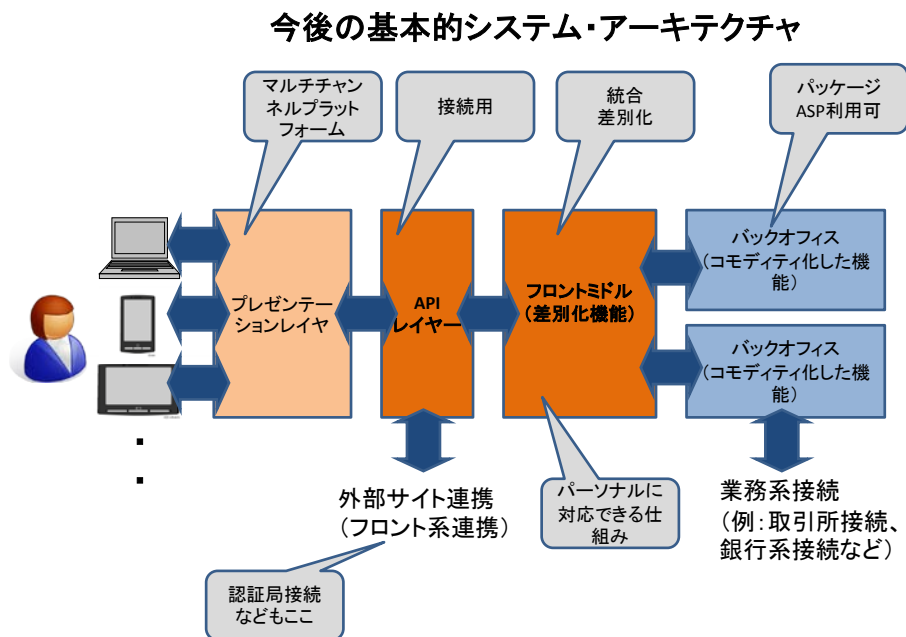 今後の基本的システム・アーキテクチャ
マルチチャン
ネルプラット
フォーム
接続用
統合
差別化
パッケージ
ASP利用可
プレゼンテー
ションレイヤ
API
レイヤー
フロントミドル
(差別化機能)
バックオフィス
(コモディティ化した機
能)
バックオフィス
(コモディティ化した機
能)
・
・
外部サイト連携
(フロント系連携)
パーソナルに
対応できる仕
組み
業務系接続
(例:取引所接続、
銀行系接続など)
認証局接続
などもここ